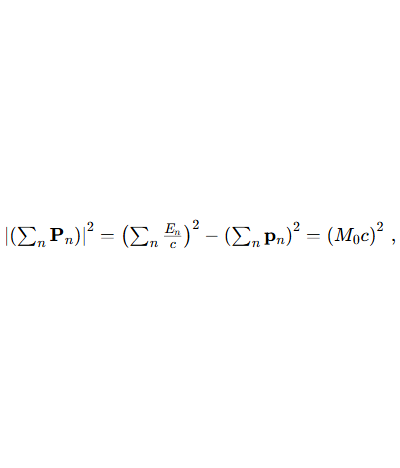 |(∑ₙ 𝐏ₙ)|² = (∑ₙ Eₙ/c)² − (∑ₙ 𝐩ₙ)² = (M₀c)² ,